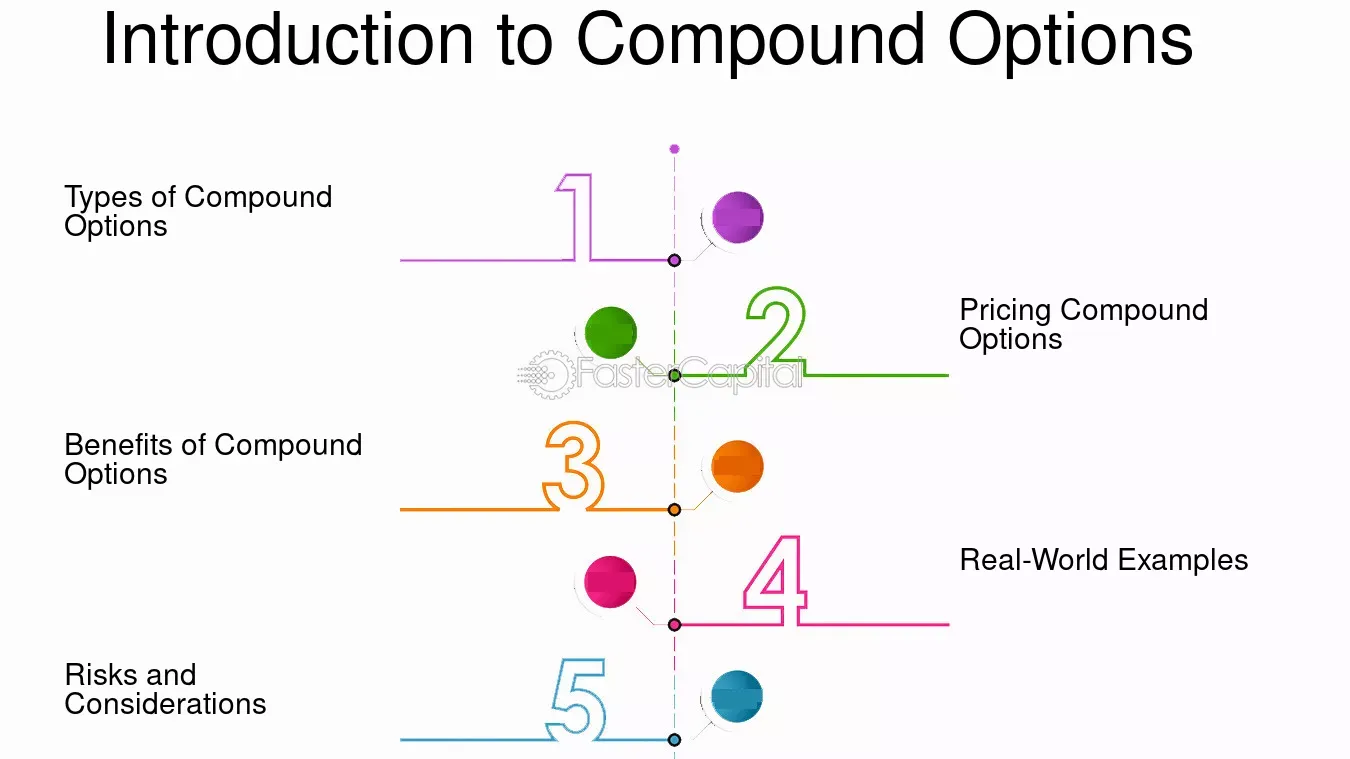 Introduction to Compound Options
1
Types of Compound
Options
2
Pricing Compound
Options
FasterCapital
3
Benefits of Compound
Options
4
Real-World Examples
5
Risks and
Considerations